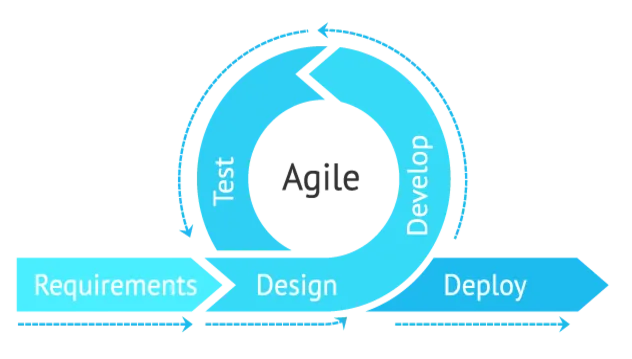 Agile
Test
Develop
Requirements
Design
Deploy